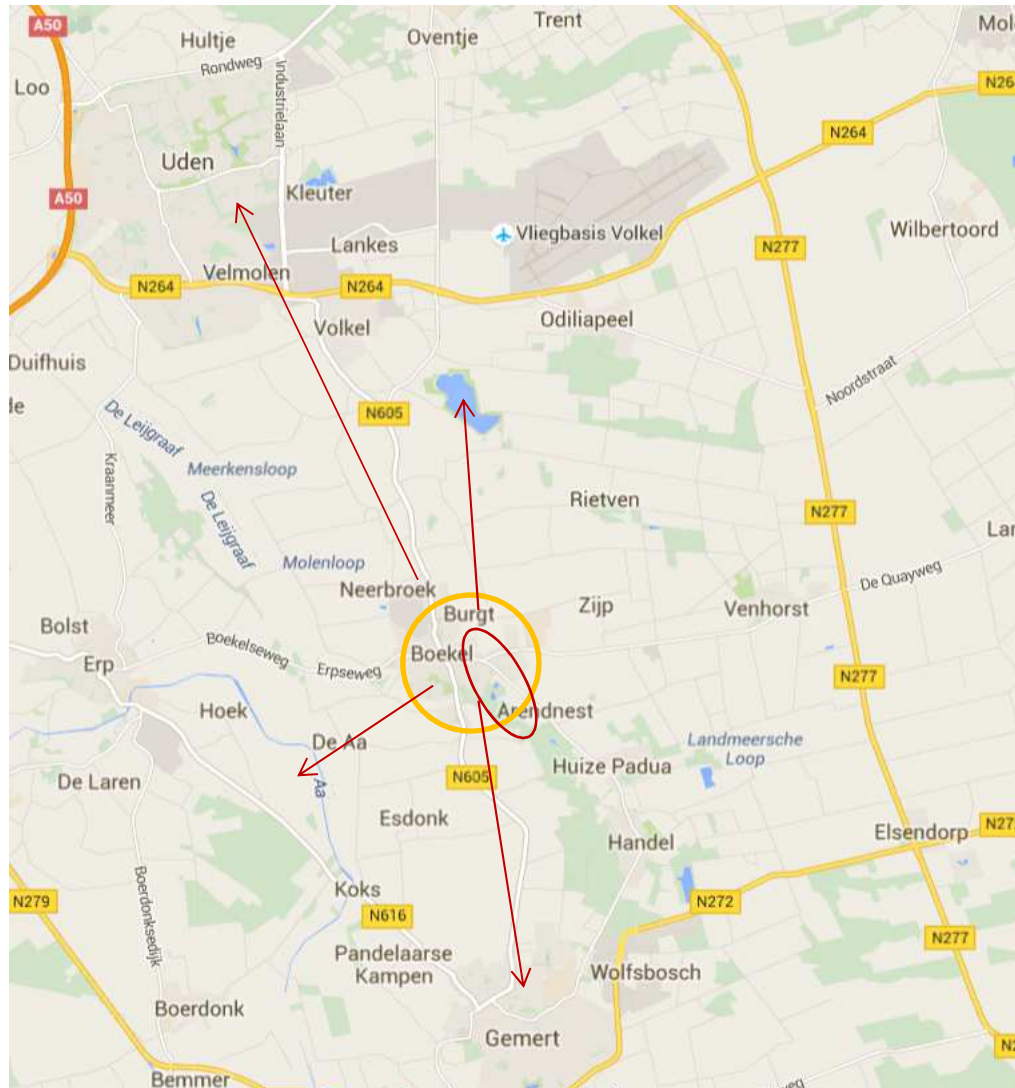 Trent
A50
Hultje
Oventje
Mol
Rondweg
Industrielaan
Loo
N264
N264
Uden
Kleuter
A50
Wilbertoord
Vliegbasis Volkel
Lankes
N277
Velmolen
N264
N264
Odiliapeel
Volkel
Duifhuis
Noordstraat
N605
De Leijgraaf
Kraanmeer
Meerkensloop
De Leijgraaf
Rietven
N277
Lar
Molenloop
De Quayweg
Neerbroek
Zijp
Venhorst
Burgt
Bolst
Boekelseweg
Boekel
Erp
Erpseweg
N277
Hoek
Arendnest
De Aa
Landmeersche
Loop
Huize Padua
De Laren
Aa
N605
Esdonk
Elsendorp
N272
Handel
Boerdonksedijk
Koks
N279
N272
N616
N277
Pandelaarse
Kampen
Wolfsbosch
Boerdonk
Gemert
Bemmer